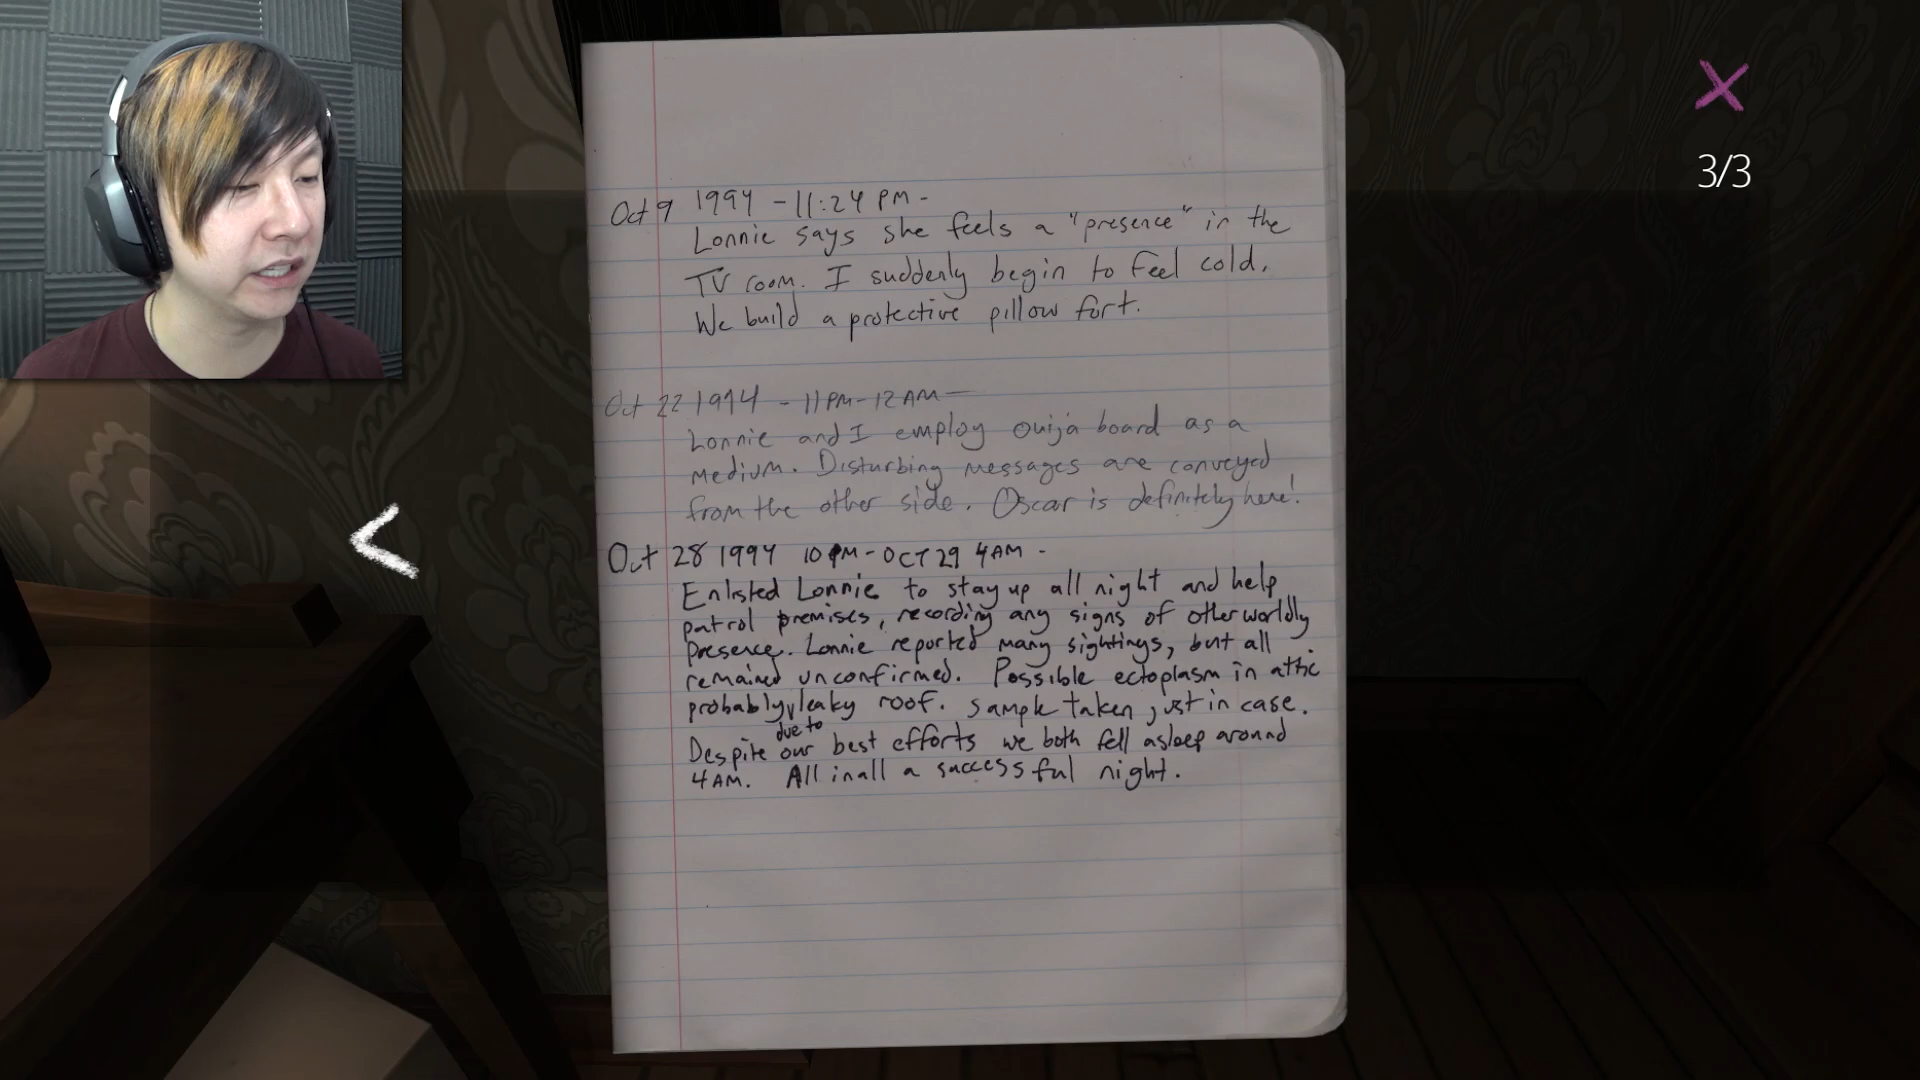 3/3
Oct 9 1994 - 11:24 PM -
Lonnie says she feels a "presence" in the
TV room. I suddenly begin to feel cold.
We build a protective pillow fort.
Oct 22 1994 - 11PM-12AM -
Lonnie and I employ ouija board as a
medium. Disturbing messages are conveyed
from the other side. Oscar is definitely here!
Oct 28 1994 10PM - OCT 29 4AM -
Enlisted Lonnie to stay up all night and help
patrol premises, recording any signs of otherworldly
presence. Lonnie reported many sightings, but all
remained unconfirmed. Possible ectoplasm in attic
probably leaky roof. sample taken just in case.
due to
Despite our best efforts we both fell asleep around
4AM. All in all a successful night.